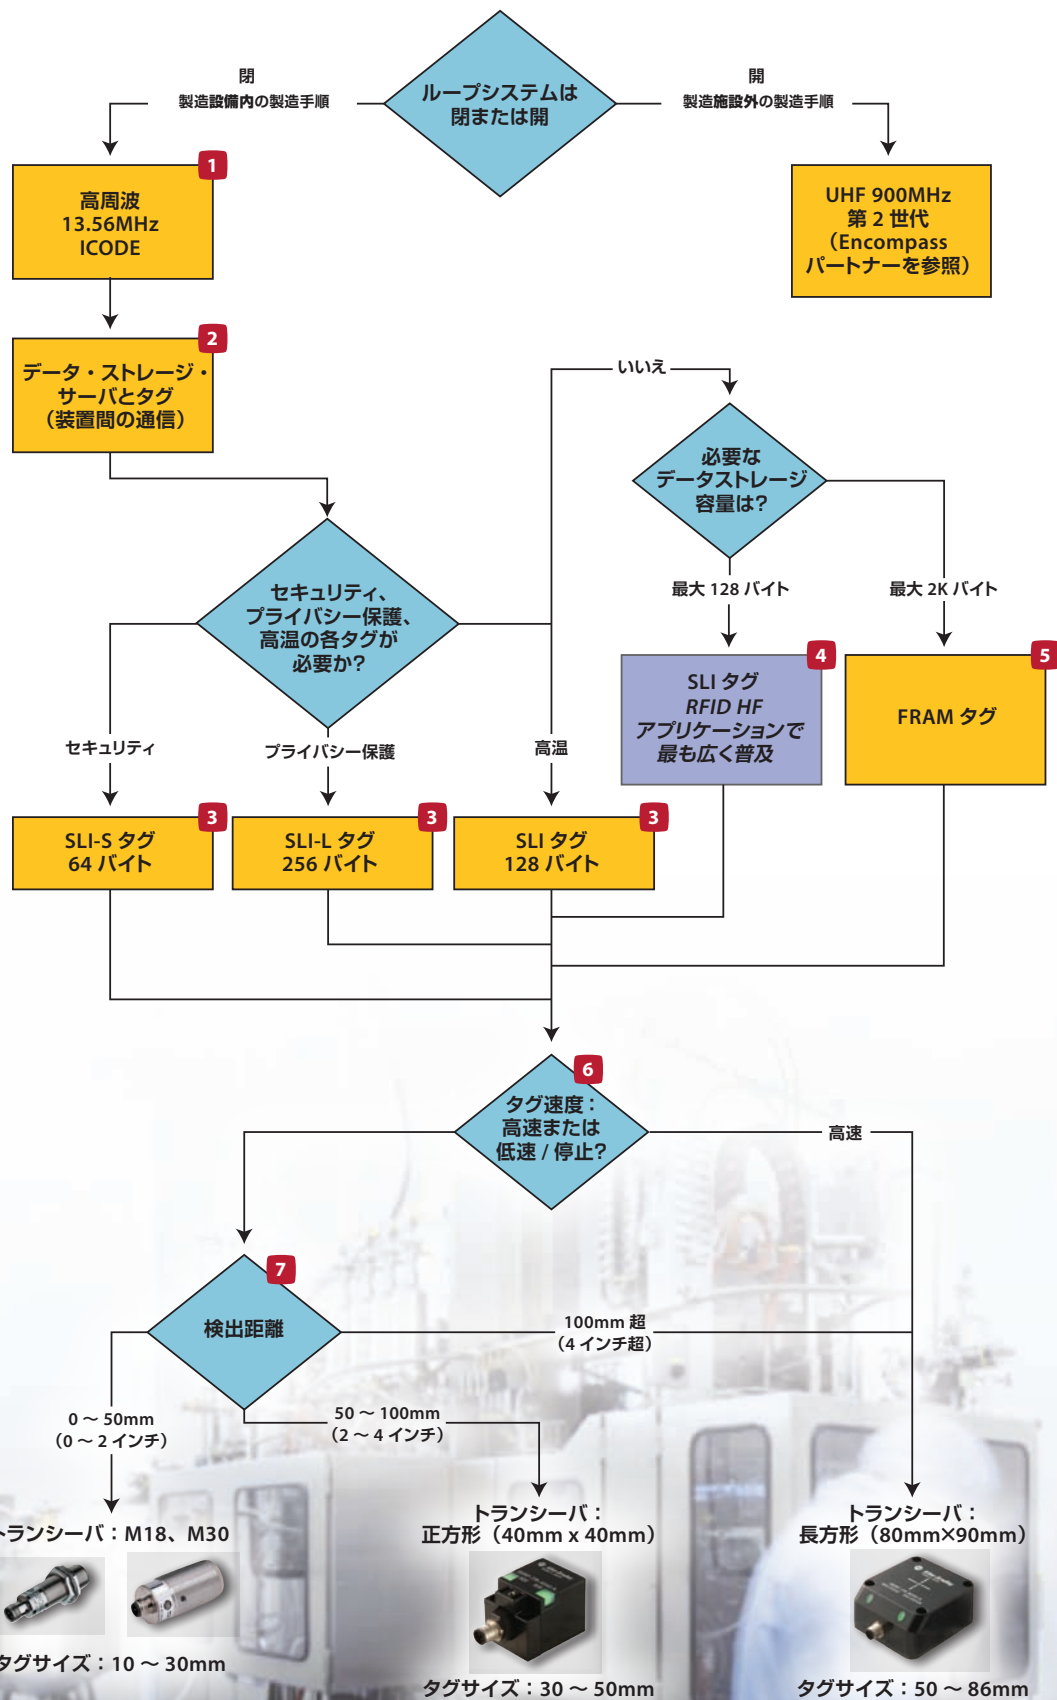 ループシステムは
閉または開
閉
製造設備内の製造手順
開
製造施設外の製造手順
1
高周波
13.56MHz
ICODE
UHF 900MHz
第 2 世代
（Encompass
パートナーを参照）
2
データ・ストレージ・
サーバとタグ
（装置間の通信）
いいえ
必要な
データストレージ
容量は?
セキュリティ、
プライバシー保護、
高温の各タグが
必要か?
最大 128 バイト
最大 2K バイト
4
SLI タグ
RFID HF
アプリケーションで
最も広く普及
5
FRAM タグ
セキュリティ
プライバシー保護
高温
3
SLI-S タグ
64 バイト
3
SLI-L タグ
256 バイト
3
SLI タグ
128 バイト
6
タグ速度：
高速または
低速 / 停止?
高速
7
検出距離
100mm 超
（4 インチ超）
0 ～ 50mm
（0 ～ 2 インチ）
50 ～ 100mm
（2 ～ 4 インチ）
トランシーバ：M18、M30
タグサイズ：10 ～ 30mm
トランシーバ：
正方形（40mm x 40mm）
タグサイズ：30 ～ 50mm
トランシーバ：
長方形（80mm×90mm）
タグサイズ：50 ～ 86mm